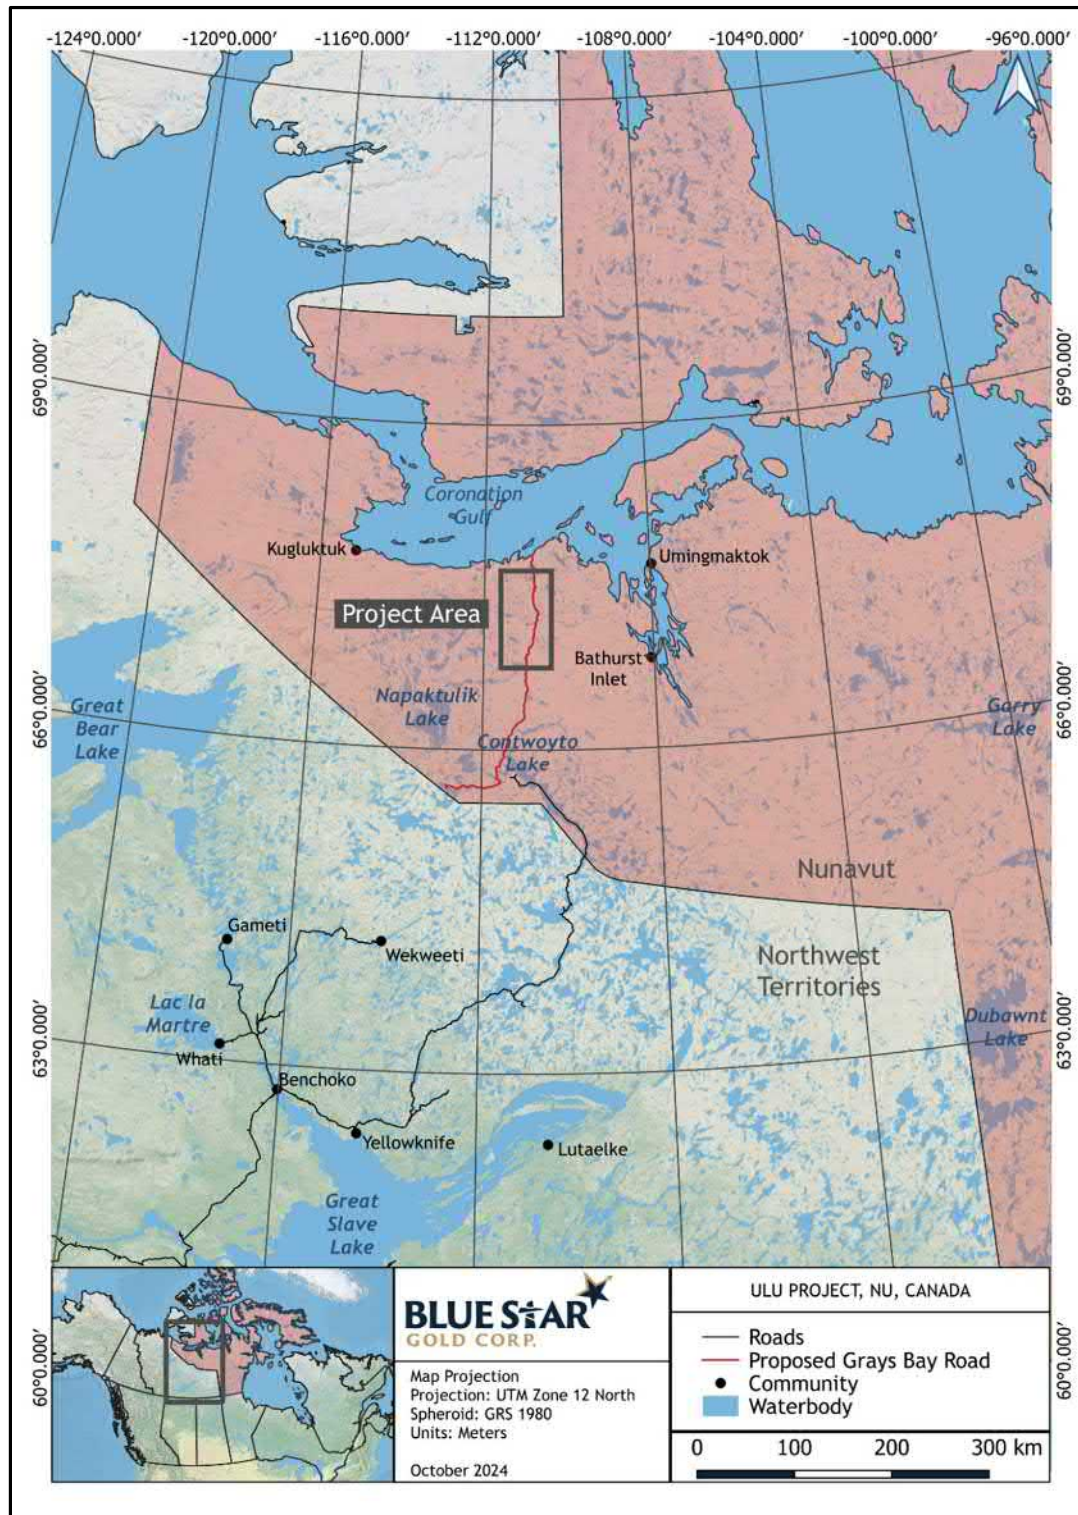 -124°0.000′ -120°0.000′ -116°0.000′ -112°0.000′ -108°0.000′ -104°0.000′ -100°0.000′ -96°0.000′
69°0.000′
69°0.000′
Coronation
Gulf
Kugluktuk
Umingmaktok
Project Area
Bathurst
Inlet
66°0.000′
66°0.000′
Great
Bear
Lake
Napaktulik
Lake
Garry
Lake
Contwoyto
Lake
Nunavut
Gameti
Wekweeti
Northwest
Territories
Lac la
Martre
Dubawnt
Lake
63°0.000′
63°0.000′
Whati
Benchoko
Yellowknife
Lutaelke
Great
Slave
Lake
60°0.000′
60°0.000′
BLUE STAR
GOLD CORP.
Map Projection
Projection: UTM Zone 12 North
Spheroid: GRS 1980
Units: Meters
October 2024
ULU PROJECT, NU, CANADA
Roads
Proposed Grays Bay Road
Community
Waterbody
0 100 200 300 km